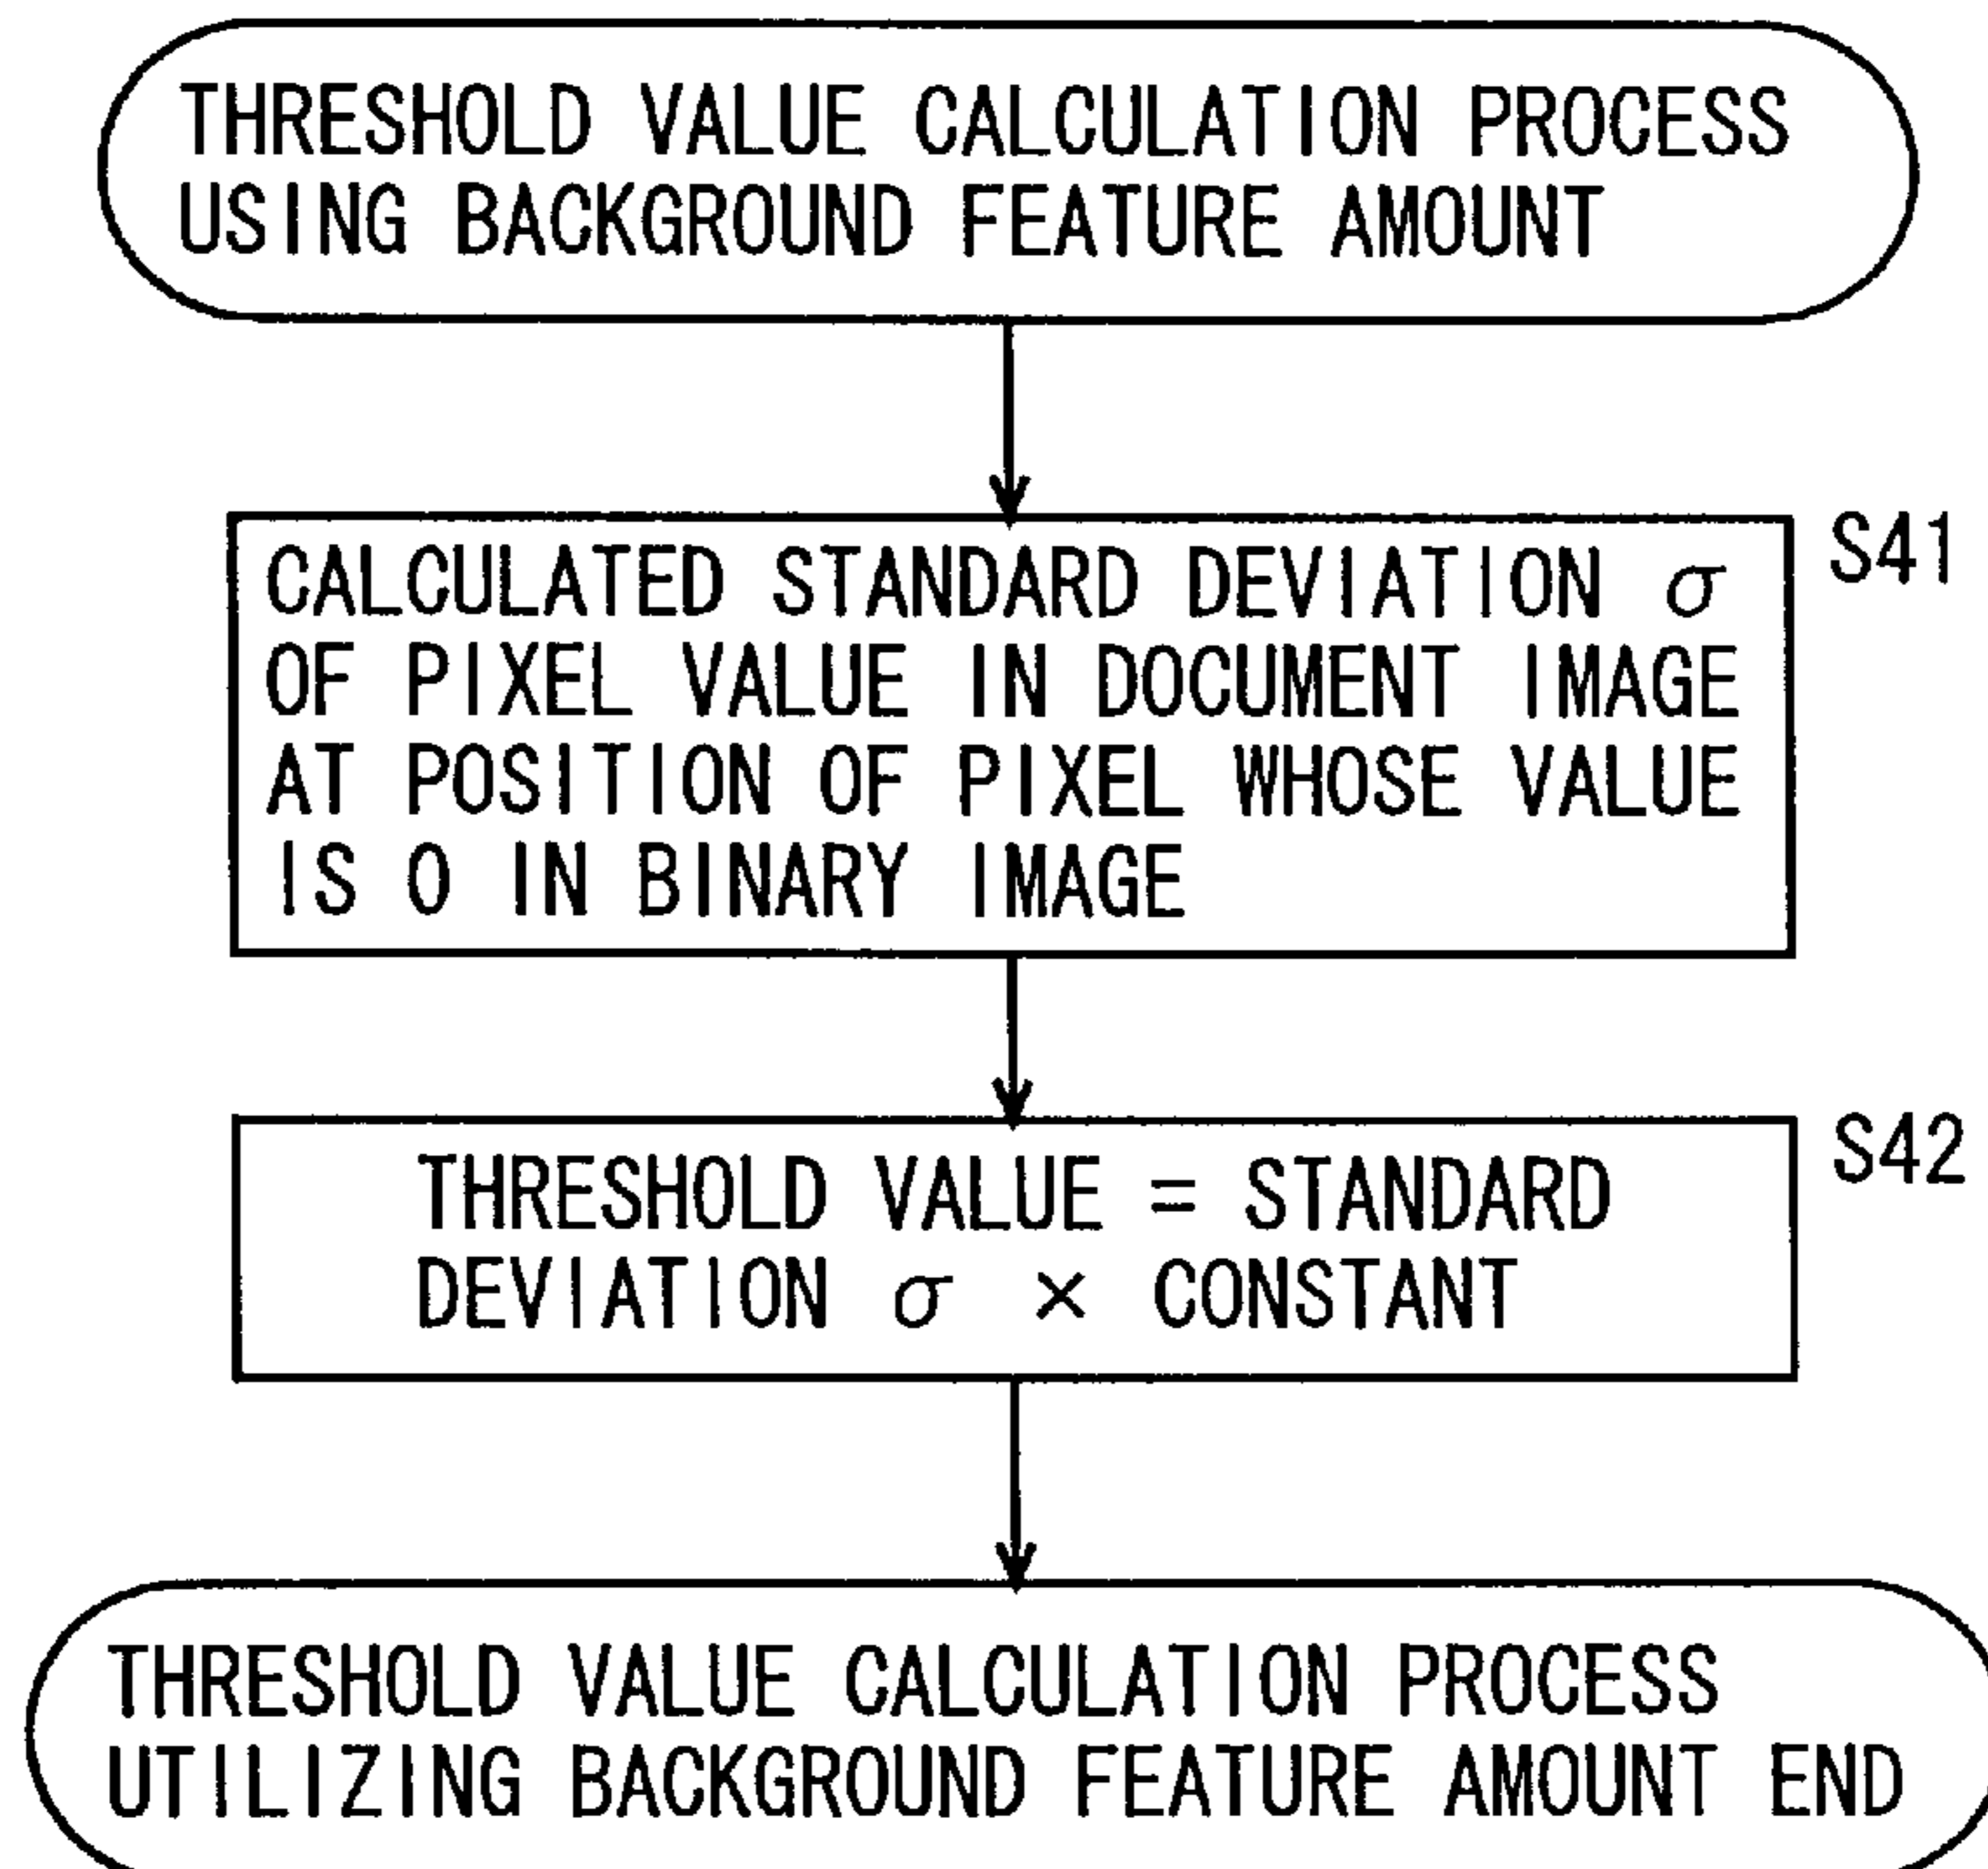 THRESHOLD VALUE CALCULATION PROCESS
USING BACKGROUND FEATURE AMOUNT
S41
CALCULATED STANDARD DEVIATION σ
OF PIXEL VALUE IN DOCUMENT IMAGE
AT POSITION OF PIXEL WHOSE VALUE
IS 0 IN BINARY IMAGE
S42
THRESHOLD VALUE = STANDARD
DEVIATION σ × CONSTANT
THRESHOLD VALUE CALCULATION PROCESS
UTILIZING BACKGROUND FEATURE AMOUNT END